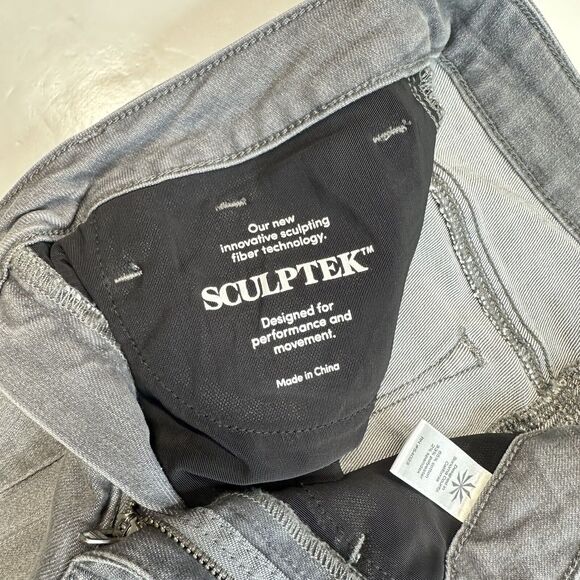 Our new
innovative sculpting
fiber technology.
SCULPTEK™
Designed for
performance and
movement.
Made in China